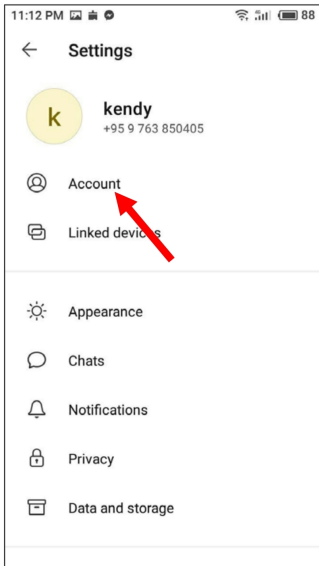 11:12 PM 88
Settings
k
kendy
+95 9 763 850405
Account
Linked devices
Appearance
Chats
Notifications
Privacy
Data and storage